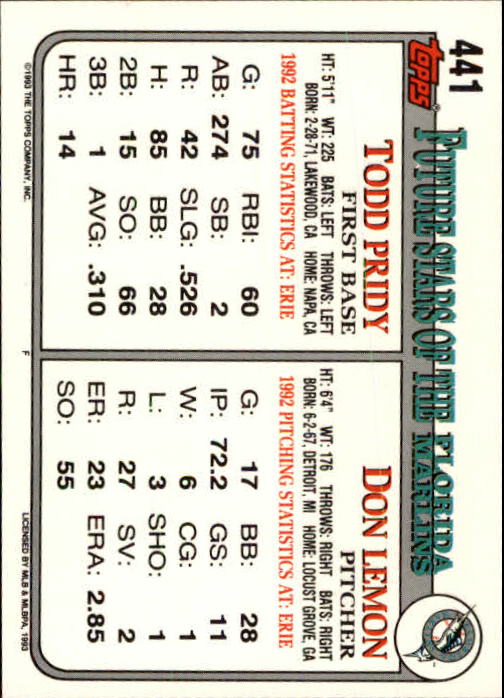 441
topps®
FUTURE STARS OF THE FLORIDA MARLINS
TODD PRIDY
FIRST BASE
HT: 5'11" WT: 225 BATS: LEFT THROWS: LEFT
BORN: 2-28-71, LAKEWOOD, CA HOME: NAPA, CA
1992 BATTING STATISTICS AT: ERIE
G: 75 RBI: 60
AB: 274 SB: 2
R: 42 SLG: .526
H: 85 BB: 28
2B: 15 SO: 66
3B: 1 AVG: .310
HR: 14
DON LEMON
PITCHER
HT: 6'4" WT: 176 THROWS: RIGHT BATS: RIGHT
BORN: 6-2-67, DETROIT, MI HOME: LOCUST GROVE, GA
1992 PITCHING STATISTICS AT: ERIE
G: 17 BB: 28
IP: 72.2 GS: 11
W: 6 CG: 1
L: 3 SHO: 1
R: 27 SV: 2
ER: 23 ERA: 2.85
SO: 55
©1993 THE TOPPS COMPANY, INC.
F
LICENSED BY MLB & MLBPA, 1993